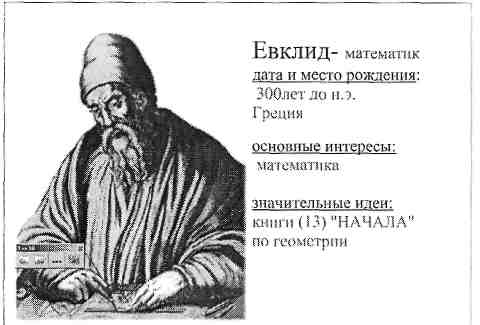 Евклид- математик
дата и место рождения:
300лет до н.э.
Греция
основные интересы:
математика
значительные идеи:
книги (13) "НАЧАЛА"
по геометрии